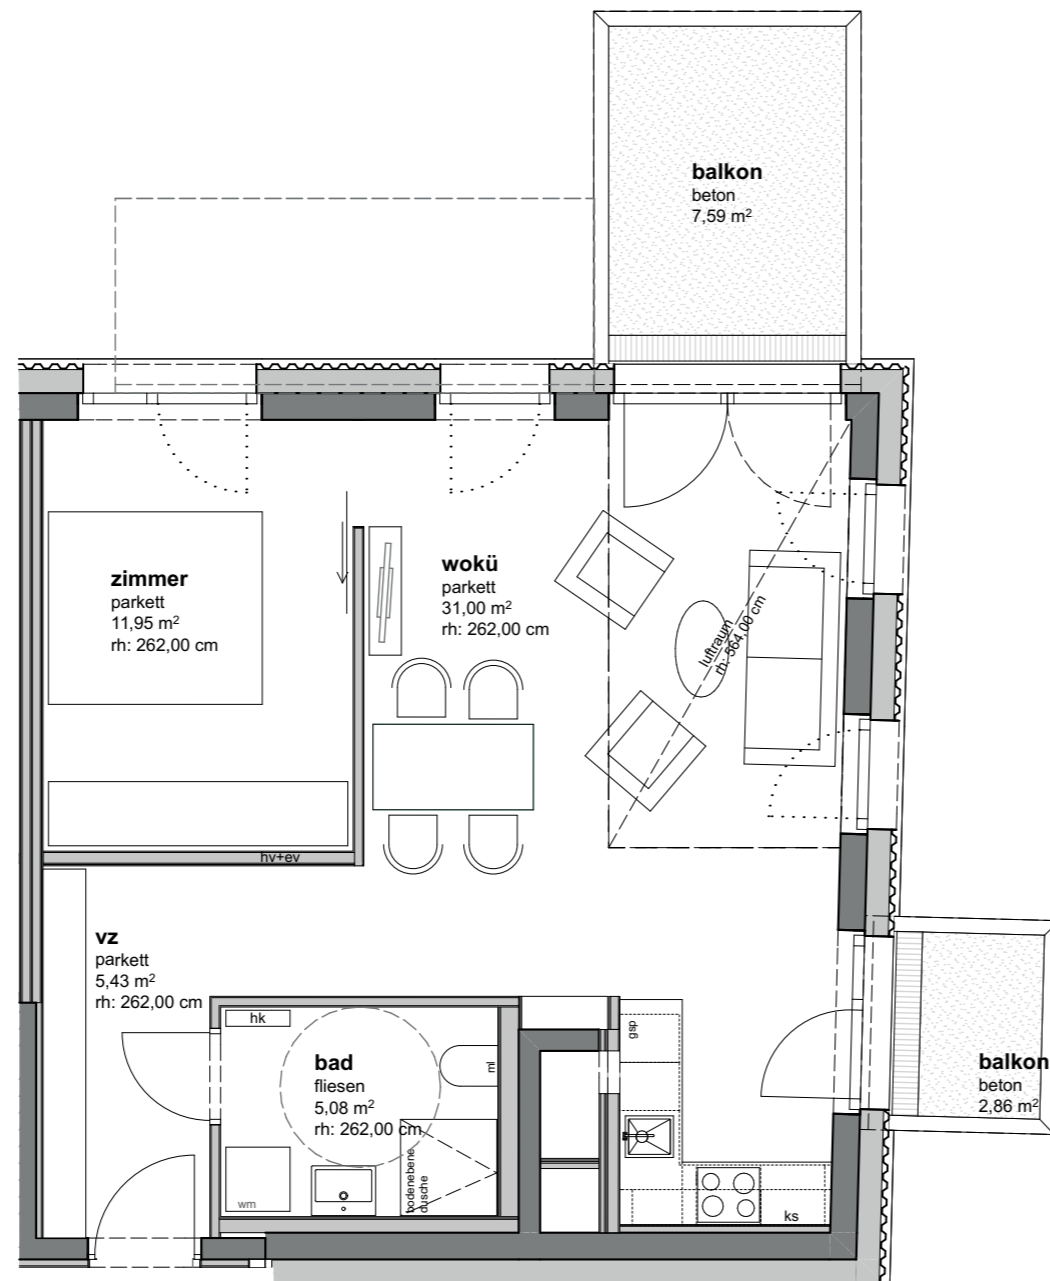 balkon
beton
7,59 m²
zimmer
parkett
11,95 m²
rh: 262,00 cm
wokü
parkett
31,00 m²
rh: 262,00 cm
luftraum
rh: 564,00 cm
hv+ev
vz
parkett
5,43 m²
rh: 262,00 cm
hk
bad
fliesen
5,08 m²
rh: 262,00 cm
ml
wm
bodenebene
dusche
gsp
ks
balkon
beton
2,86 m²